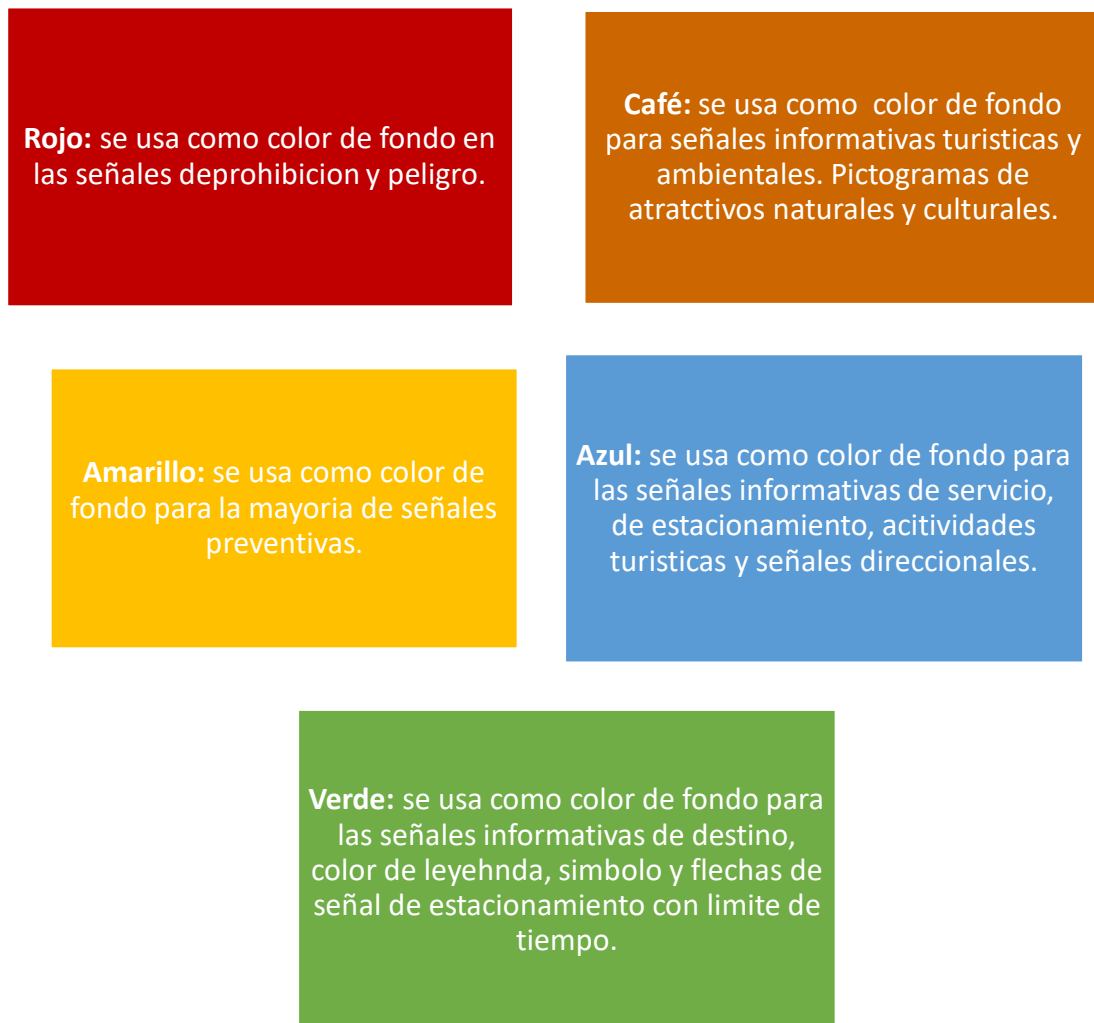 Rojo: se usa como color de fondo en
las señales deprohibicion y peligro.
Café: se usa como color de fondo
para señales informativas turisticas y
ambientales. Pictogramas de
atratctivos naturales y culturales.
Amarillo: se usa como color de
fondo para la mayoria de señales
preventivas.
Azul: se usa como color de fondo para
las señales informativas de servicio,
de estacionamiento, acitividades
turisticas y señales direccionales.
Verde: se usa como color de fondo para
las señales informativas de destino,
color de leyehnda, simbolo y flechas de
señal de estacionamiento con limite de
tiempo.